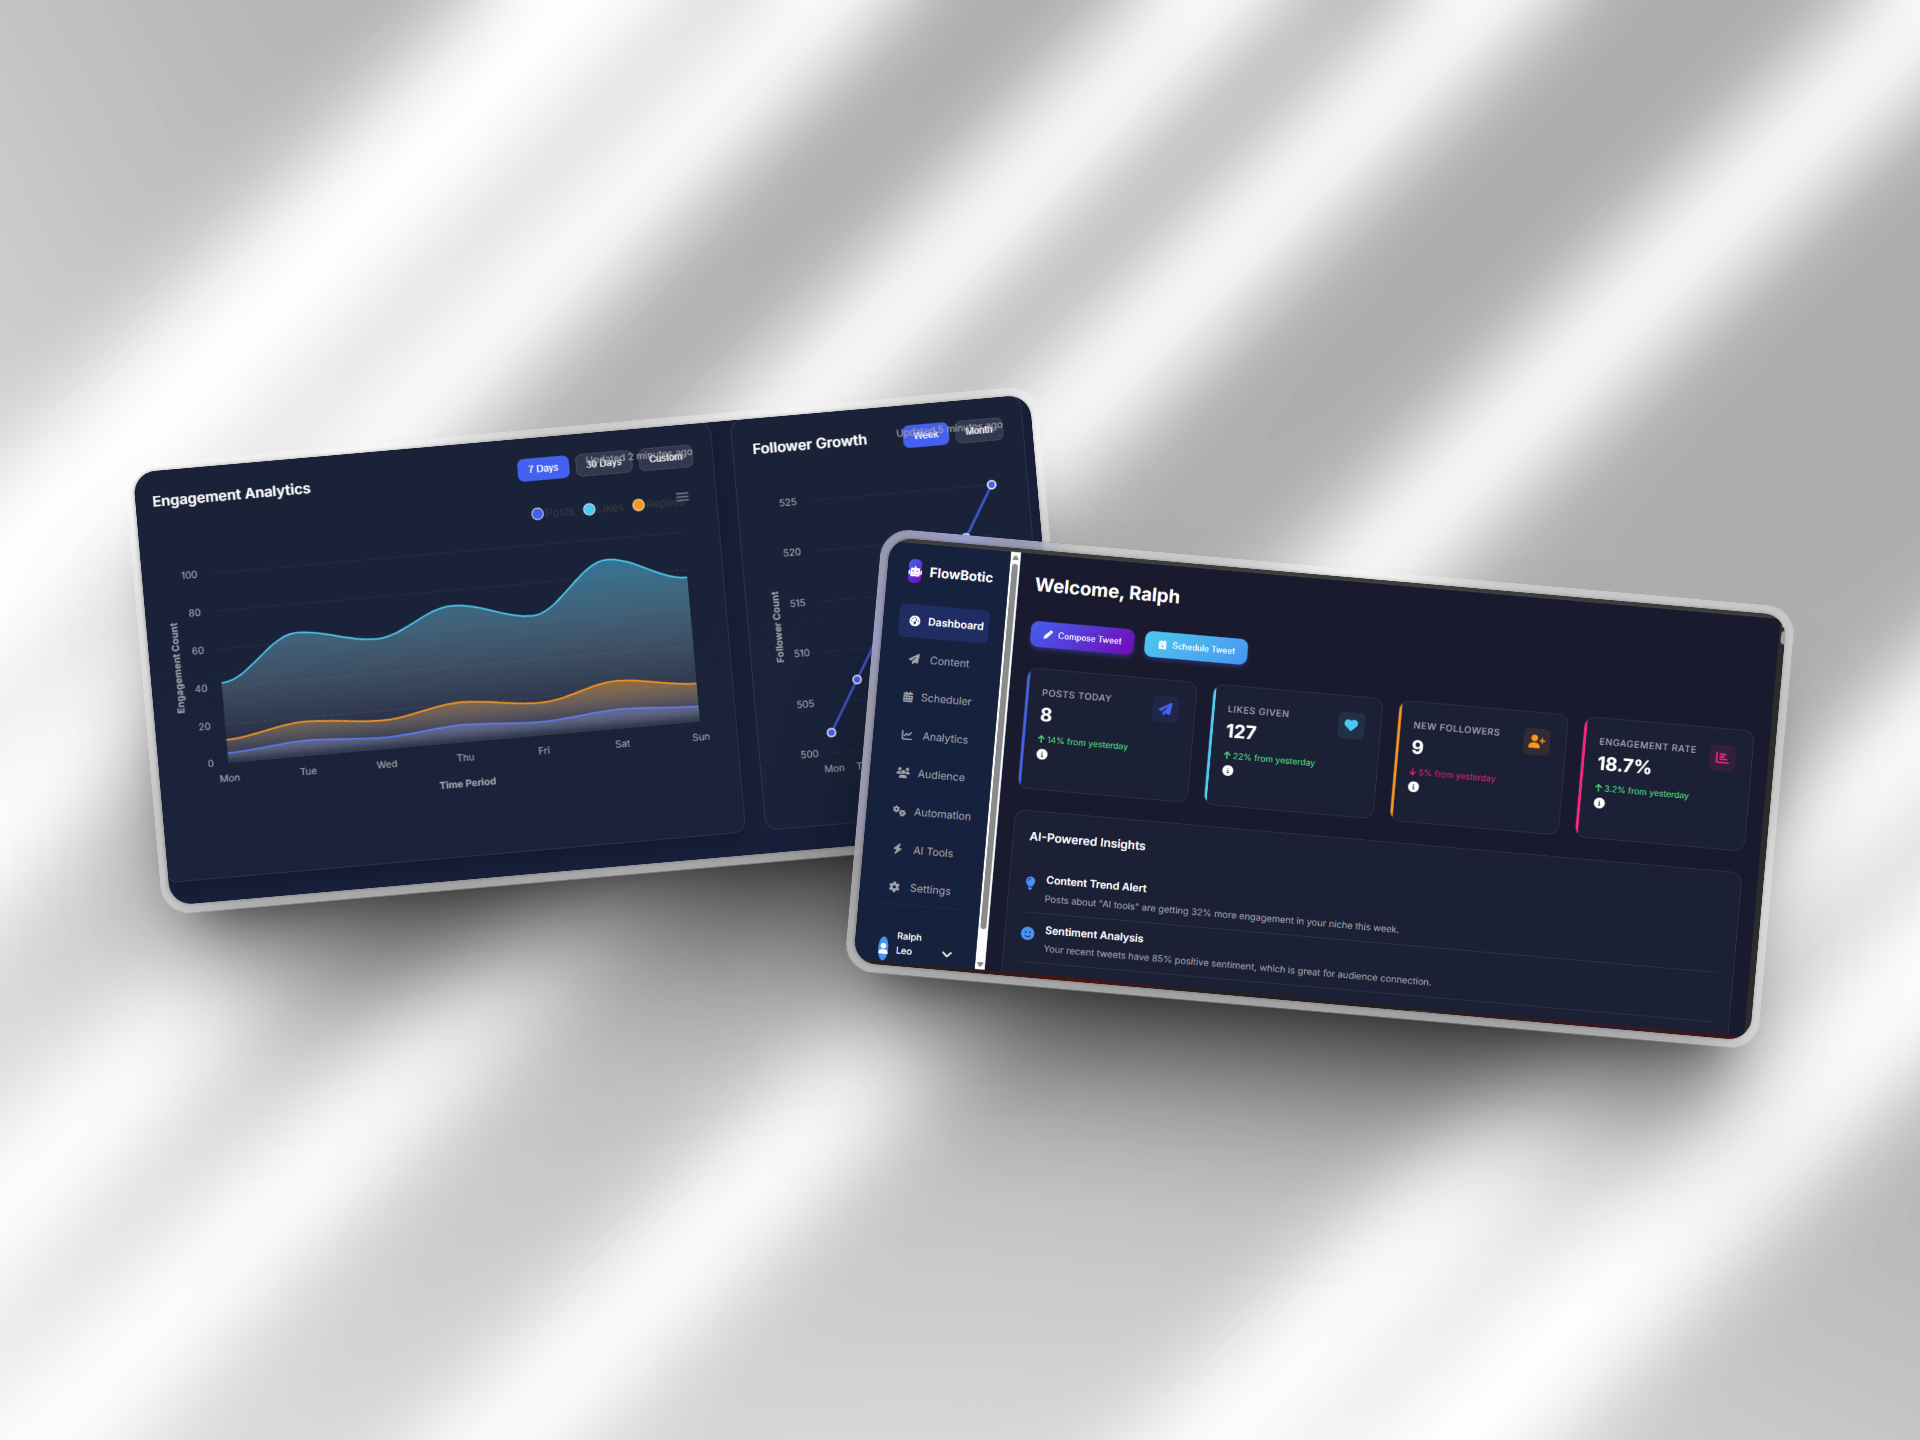 Engagement Analytics
Updated 2 minutes ago
7 Days
30 Days
Custom
Posts
Likes
Replies
100
80
60
40
20
0
Engagement Count
Mon
Tue
Wed
Thu
Fri
Sat
Sun
Time Period
Follower Growth
Updated 5 minutes ago
Week
Month
525
520
515
510
505
500
Follower Count
Mon
FlowBotic
Dashboard
Content
Scheduler
Analytics
Audience
Automation
AI Tools
Settings
Ralph
Leo
Welcome, Ralph
Compose Tweet
Schedule Tweet
POSTS TODAY
8
14% from yesterday
LIKES GIVEN
127
22% from yesterday
NEW FOLLOWERS
9
5% from yesterday
ENGAGEMENT RATE
18.7%
3.2% from yesterday
AI-Powered Insights
Content Trend Alert
Posts about "AI tools" are getting 32% more engagement in your niche this week.
Sentiment Analysis
Your recent tweets have 85% positive sentiment, which is great for audience connection.